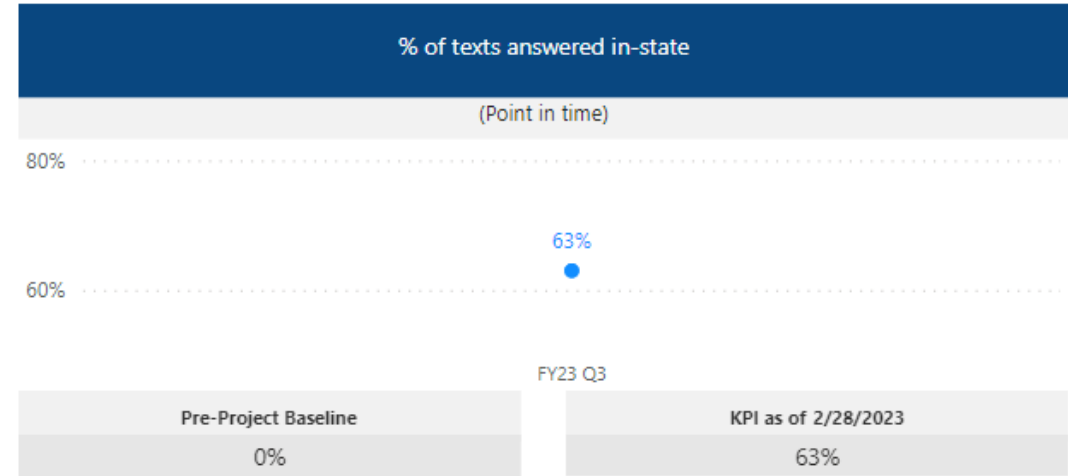 % of texts answered in-state
(Point in time)
80%
63%
60%
FY23 Q3
Pre-Project Baseline
KPI as of 2/28/2023
0%
63%